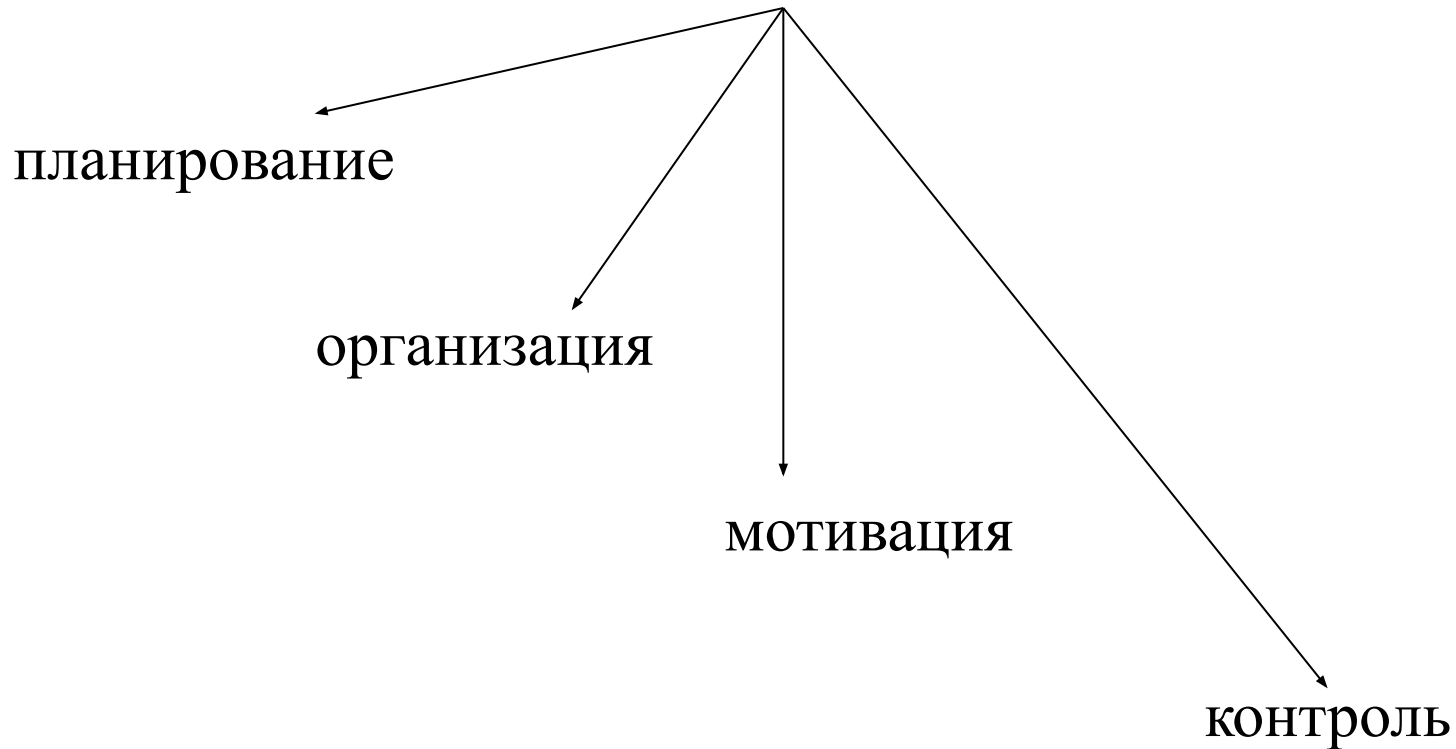 планирование
организация
мотивация
контроль